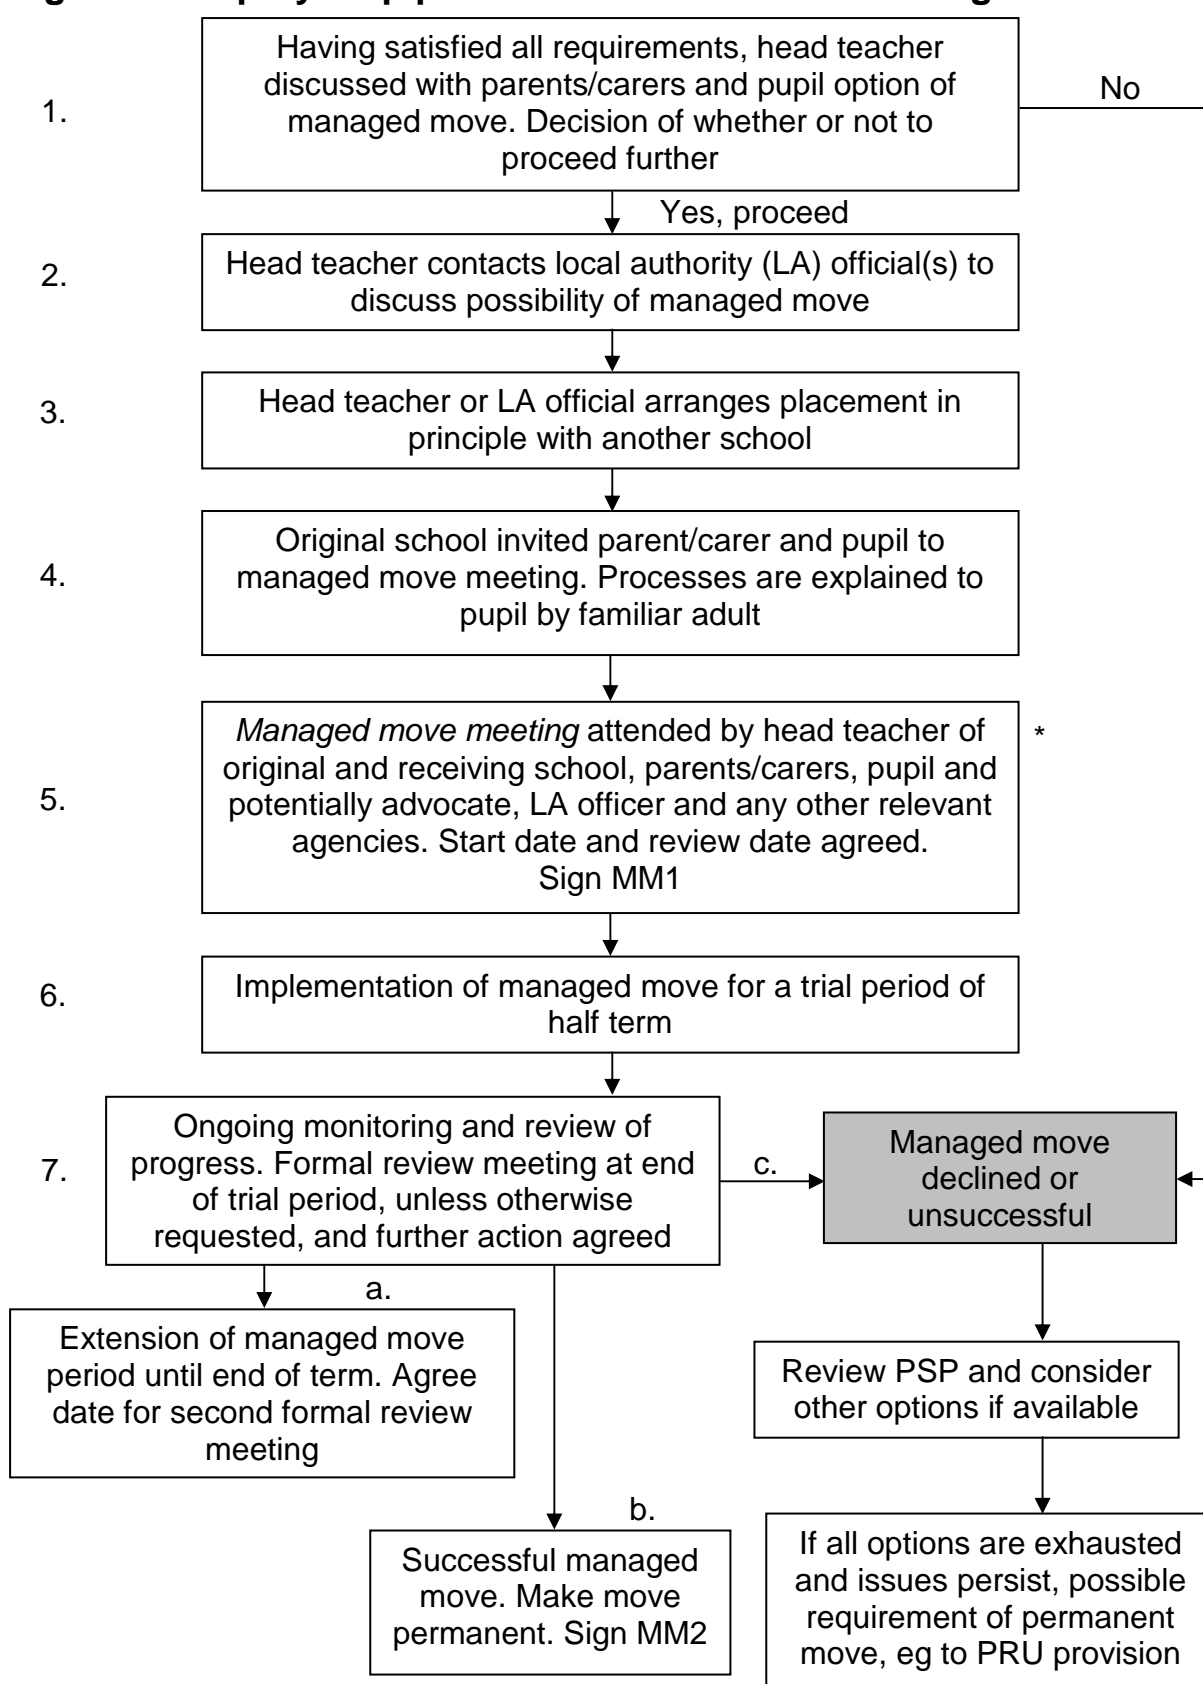 1.
Having satisfied all requirements, head teacher
discussed with parents/carers and pupil option of
managed move. Decision of whether or not to
proceed further
No
Yes, proceed
2.
Head teacher contacts local authority (LA) official(s) to
discuss possibility of managed move
3.
Head teacher or LA official arranges placement in
principle with another school
4.
Original school invited parent/carer and pupil to
managed move meeting. Processes are explained to
pupil by familiar adult
5.
Managed move meeting attended by head teacher of
original and receiving school, parents/carers, pupil and
potentially advocate, LA officer and any other relevant
agencies. Start date and review date agreed.
Sign MM1
*
6.
Implementation of managed move for a trial period of
half term
7.
Ongoing monitoring and review of
progress. Formal review meeting at end
of trial period, unless otherwise
requested, and further action agreed
c.
Managed move
declined or
unsuccessful
a.
Extension of managed move
period until end of term. Agree
date for second formal review
meeting
b.
Successful managed
move. Make move
permanent. Sign MM2
Review PSP and consider
other options if available
If all options are exhausted
and issues persist, possible
requirement of permanent
move, eg to PRU provision